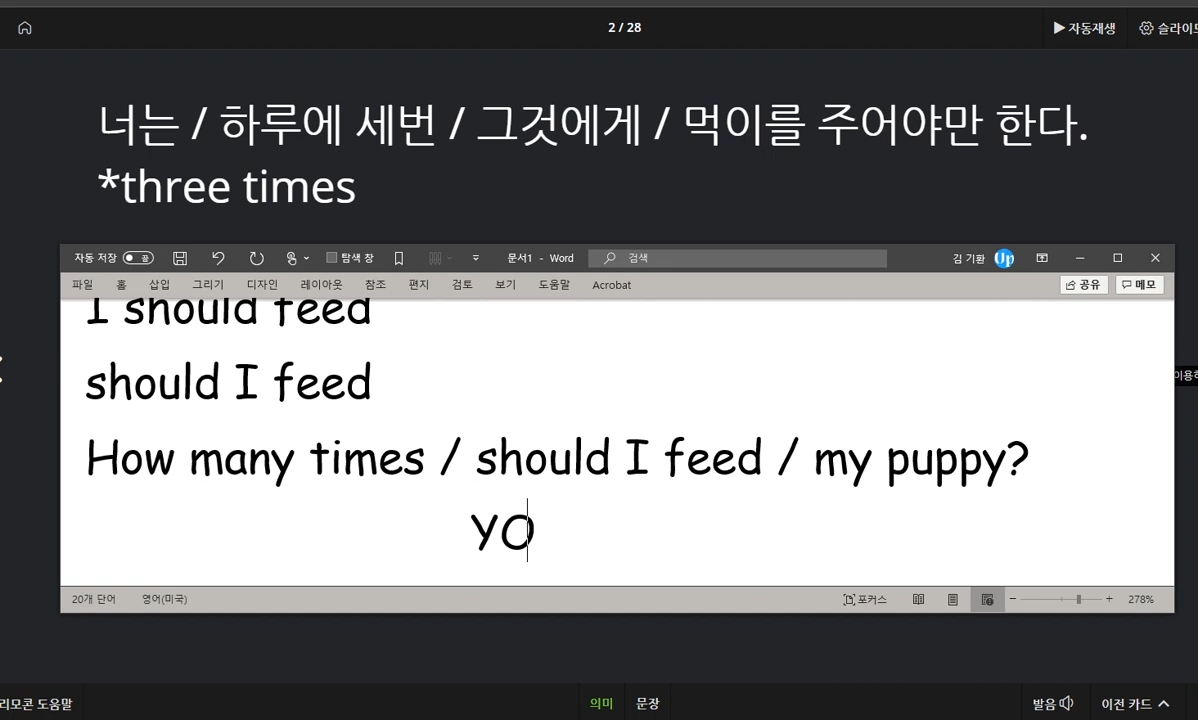 2 / 28
자동재생
슬라이드
너는 / 하루에 세번 / 그것에게 / 먹이를 주어야만 한다.
*three times
자동 저장 끔
탐색 창
문서1 - Word
검색
김 기환
Up
파일 홈 삽입 그리기 디자인 레이아웃 참조 편지 검토 보기 도움말 Acrobat
공유 메모
I should feed
should I feed
이용하
How many times / should I feed / my puppy?
YO
20개 단어 영어(미국)
포커스
278%
리모콘 도움말
의미 문장
발음
이전 카드